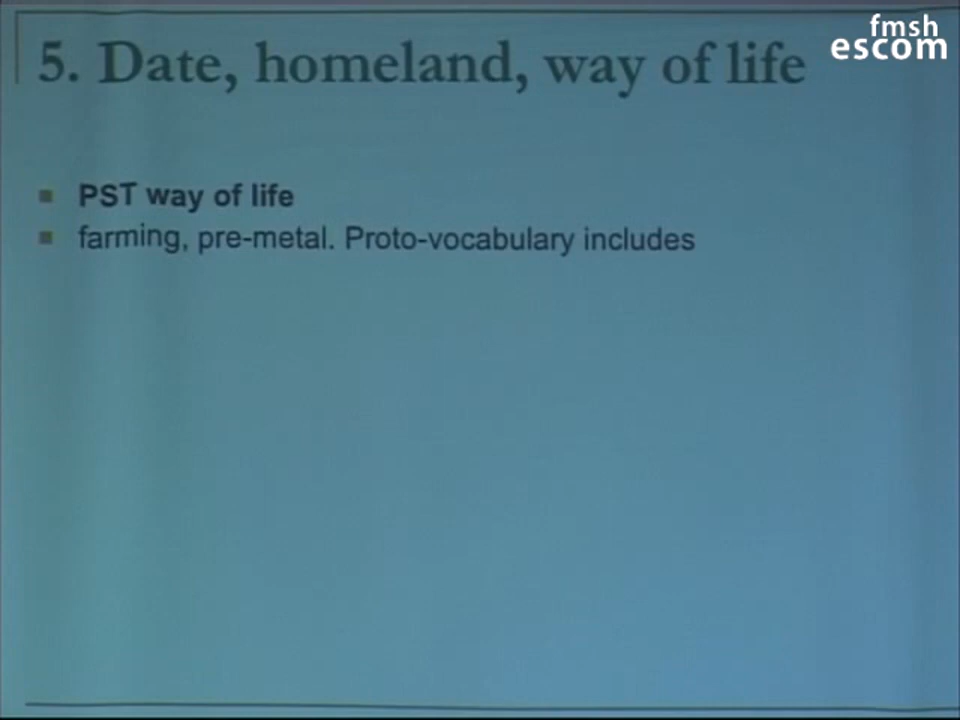 fmsh
escom
5. Date, homeland, way of life
PST way of life
farming, pre-metal. Proto-vocabulary includes